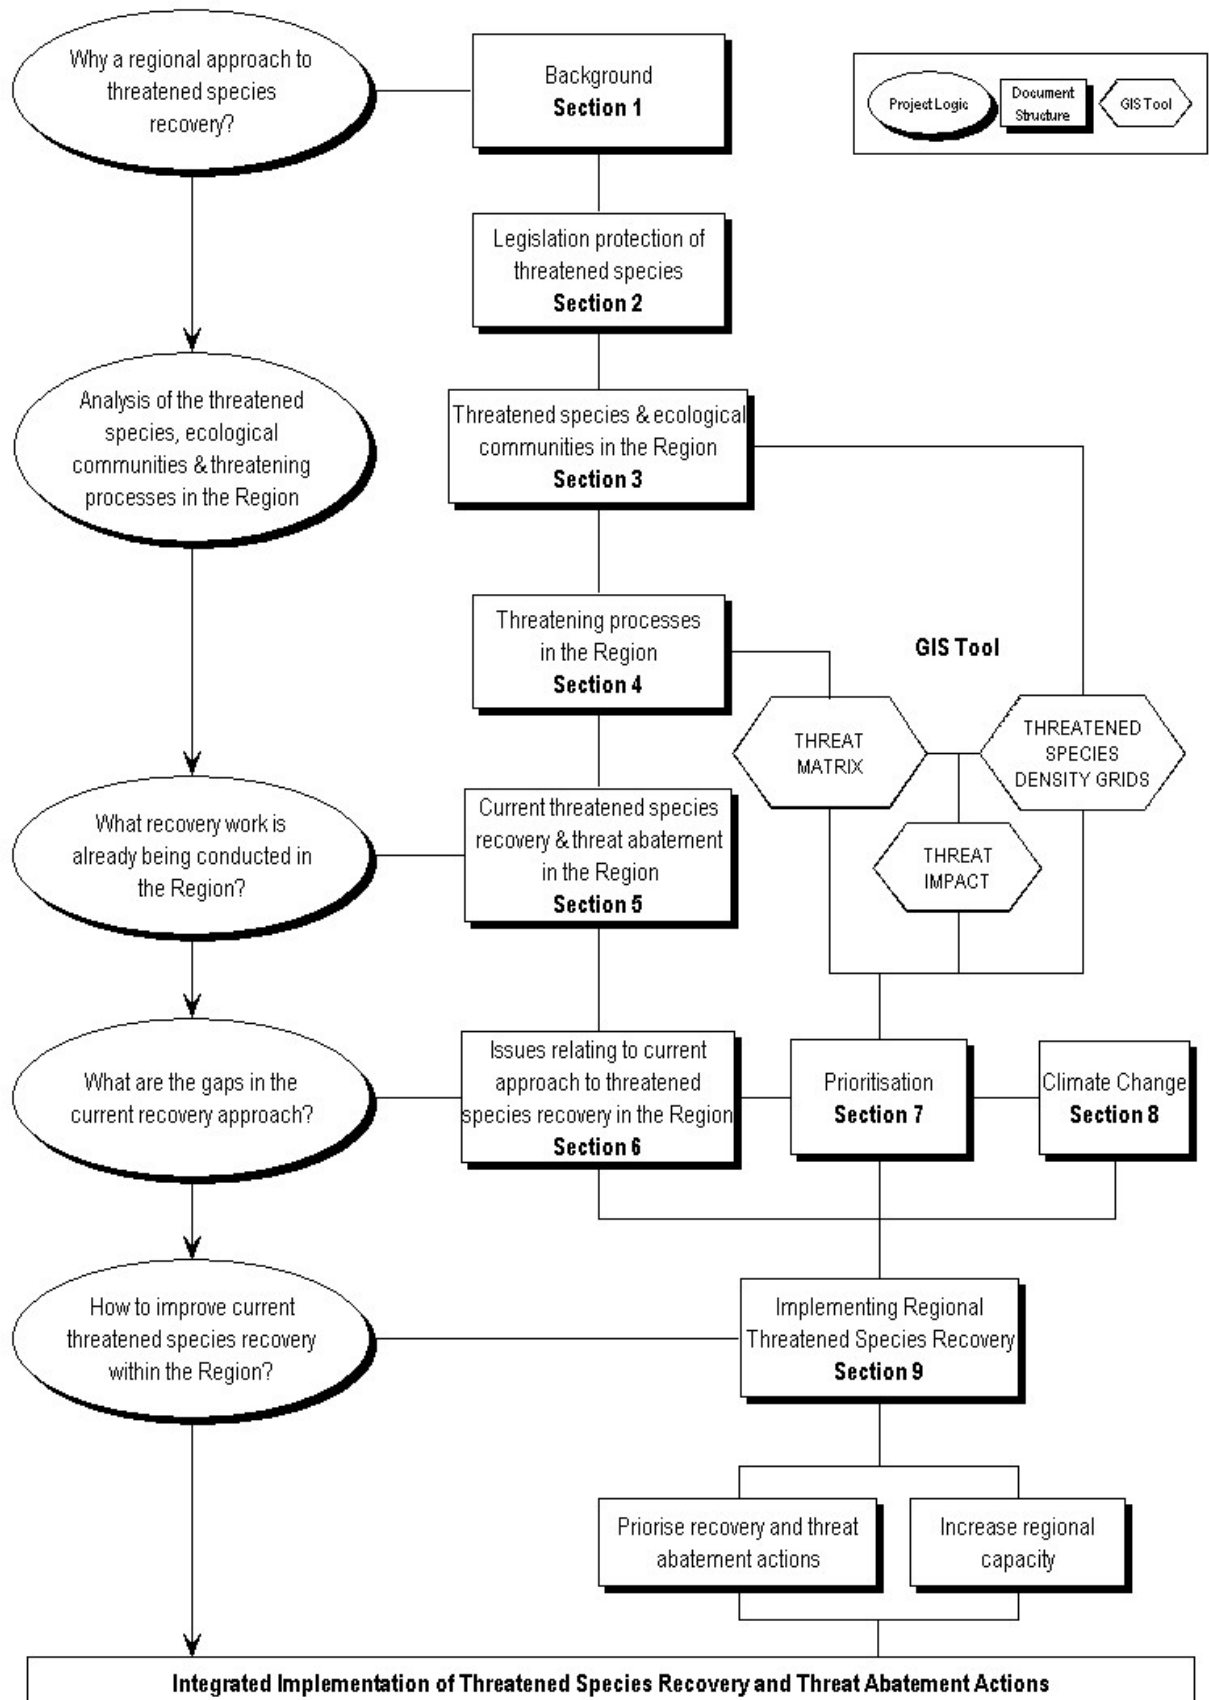 Why a regional approach to
threatened species
recovery?
Background
Section 1
Project Logic
Document
Structure
GIS Tool
Legislation protection of
threatened species
Section 2
Analysis of the threatened
species, ecological
communities & threatening
processes in the Region
Threatened species & ecological
communities in the Region
Section 3
Threatening processes
in the Region
Section 4
GIS Tool
THREAT
MATRIX
THREATENED
SPECIES
DENSITY GRIDS
THREAT
IMPACT
What recovery work is
already being conducted in
the Region?
Current threatened species
recovery & threat abatement
in the Region
Section 5
What are the gaps in the
current recovery approach?
Issues relating to current
approach to threatened
species recovery in the Region
Section 6
Prioritisation
Section 7
Climate Change
Section 8
How to improve current
threatened species recovery
within the Region?
Implementing Regional
Threatened Species Recovery
Section 9
Priorise recovery and threat
abatement actions
Increase regional
capacity
Integrated Implementation of Threatened Species Recovery and Threat Abatement Actions